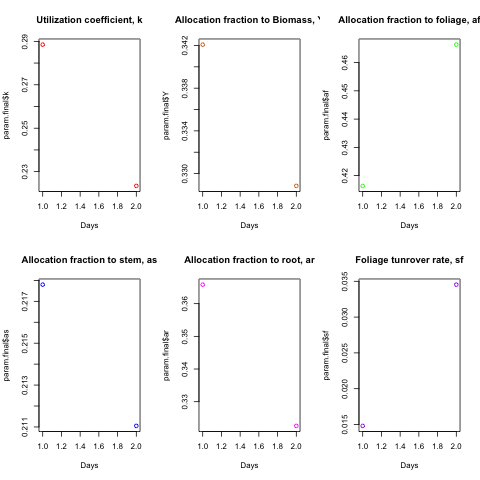 Utilization coefficient, k
param.final$k
0.23 0.25 0.27 0.29
1.0 1.2 1.4 1.6 1.8 2.0
Days
Allocation fraction to Biomass, Y
param.final$Y
0.330 0.334 0.338 0.342
1.0 1.2 1.4 1.6 1.8 2.0
Days
Allocation fraction to foliage, af
param.final$af
0.42 0.43 0.44 0.45 0.46
1.0 1.2 1.4 1.6 1.8 2.0
Days
Allocation fraction to stem, as
param.final$as
0.211 0.213 0.215 0.217
1.0 1.2 1.4 1.6 1.8 2.0
Days
Allocation fraction to root, ar
param.final$ar
0.33 0.34 0.35 0.36
1.0 1.2 1.4 1.6 1.8 2.0
Days
Foliage tunrover rate, sf
param.final$sf
0.015 0.020 0.025 0.030 0.035
1.0 1.2 1.4 1.6 1.8 2.0
Days